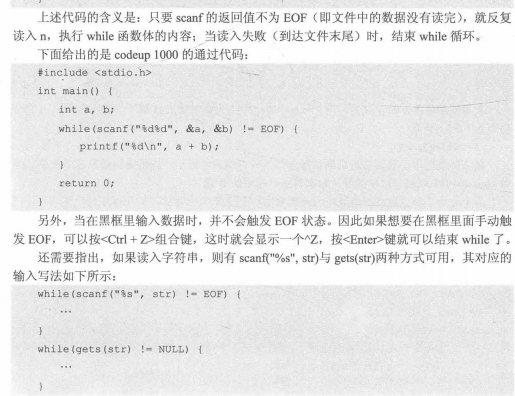 上述代码的含义是：只要 scanf 的返回值不为 EOF（即文件中的数据没有读完），就反复
读入 n，执行 while 函数体的内容；当读入失败（到达文件末尾）时，结束 while 循环。
下面给出的是 codeup 1000 的通过代码：
#include <stdio.h>
int main() {
int a, b;
while(scanf("%d%d", &a, &b) != EOF) {
printf("%d\n", a + b);
}
return 0;
}
另外，当在黑框里输入数据时，并不会触发 EOF 状态。因此如果想要在黑框里面手动触
发 EOF，可以按<Ctrl + Z>组合键，这时就会显示一个^Z，按<Enter>键就可以结束 while 了。
还需要指出，如果读入字符串，则有 scanf("%s", str)与 gets(str)两种方式可用，其对应的
输入写法如下所示：
while(scanf("%s", str) != EOF) {
...
}
while(gets(str) != NULL) {
...
}